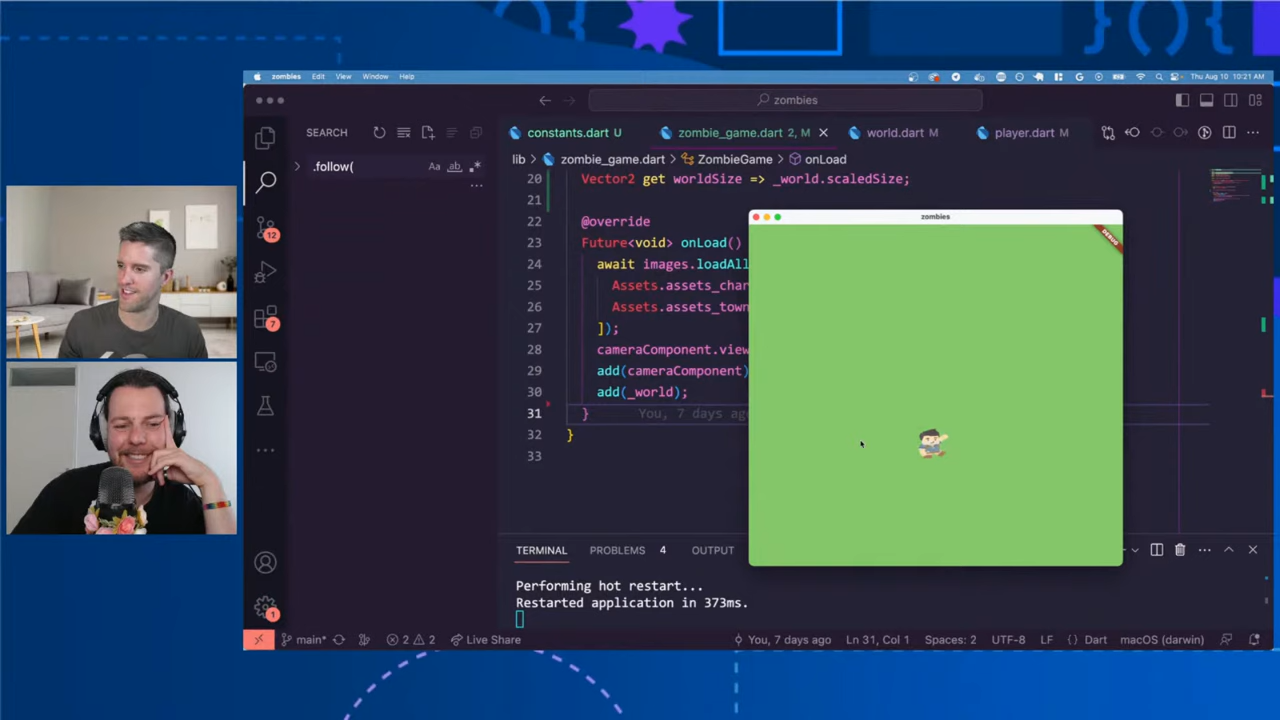 zombies Edit View Window Help
Thu Aug 10 10:21 AM
zombies
SEARCH
.follow(
Aa ab
12
7
1
constants.dart U
zombie_game.dart 2, M
world.dart M
player.dart M
lib > zombie_game.dart > ZombieGame > onLoad
20 Vector2 get worldSize => _world.scaledSize;
21
22 @override
23 Future<void> onLoad()
24 await images.loadAll
25 Assets.assets_char
26 Assets.assets_town
27 ]);
28 cameraComponent.view
29 add(cameraComponent)
30 add(_world);
31 } You, 7 days ago
32 }
33
zombies
DEBUG
TERMINAL PROBLEMS 4 OUTPUT
Performing hot restart...
Restarted application in 373ms.
main* 2 2 Live Share You, 7 days ago Ln 31, Col 1 Spaces: 2 UTF-8 LF {} Dart macOS (darwin)